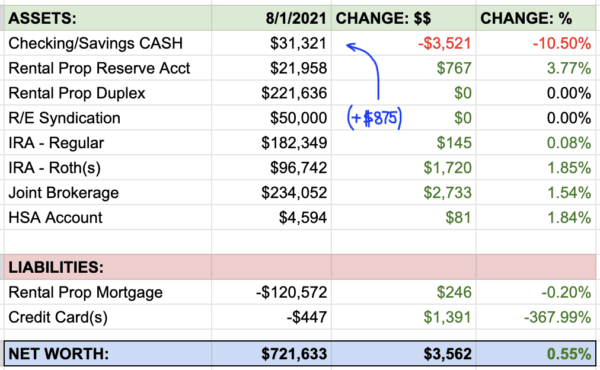 ASSETS: 8/1/2021 CHANGE: $$ CHANGE: %
Checking/Savings CASH $31,321 -$3,521 -10.50%
Rental Prop Reserve Acct $21,958 $767 3.77%
Rental Prop Duplex $221,636 $0 0.00%
R/E Syndication $50,000 (+$875) $0 0.00%
IRA - Regular $182,349 $145 0.08%
IRA - Roth(s) $96,742 $1,720 1.85%
Joint Brokerage $234,052 $2,733 1.54%
HSA Account $4,594 $81 1.84%
LIABILITIES:
Rental Prop Mortgage -$120,572 $246 -0.20%
Credit Card(s) -$447 $1,391 -367.99%
NET WORTH: $721,633 $3,562 0.55%